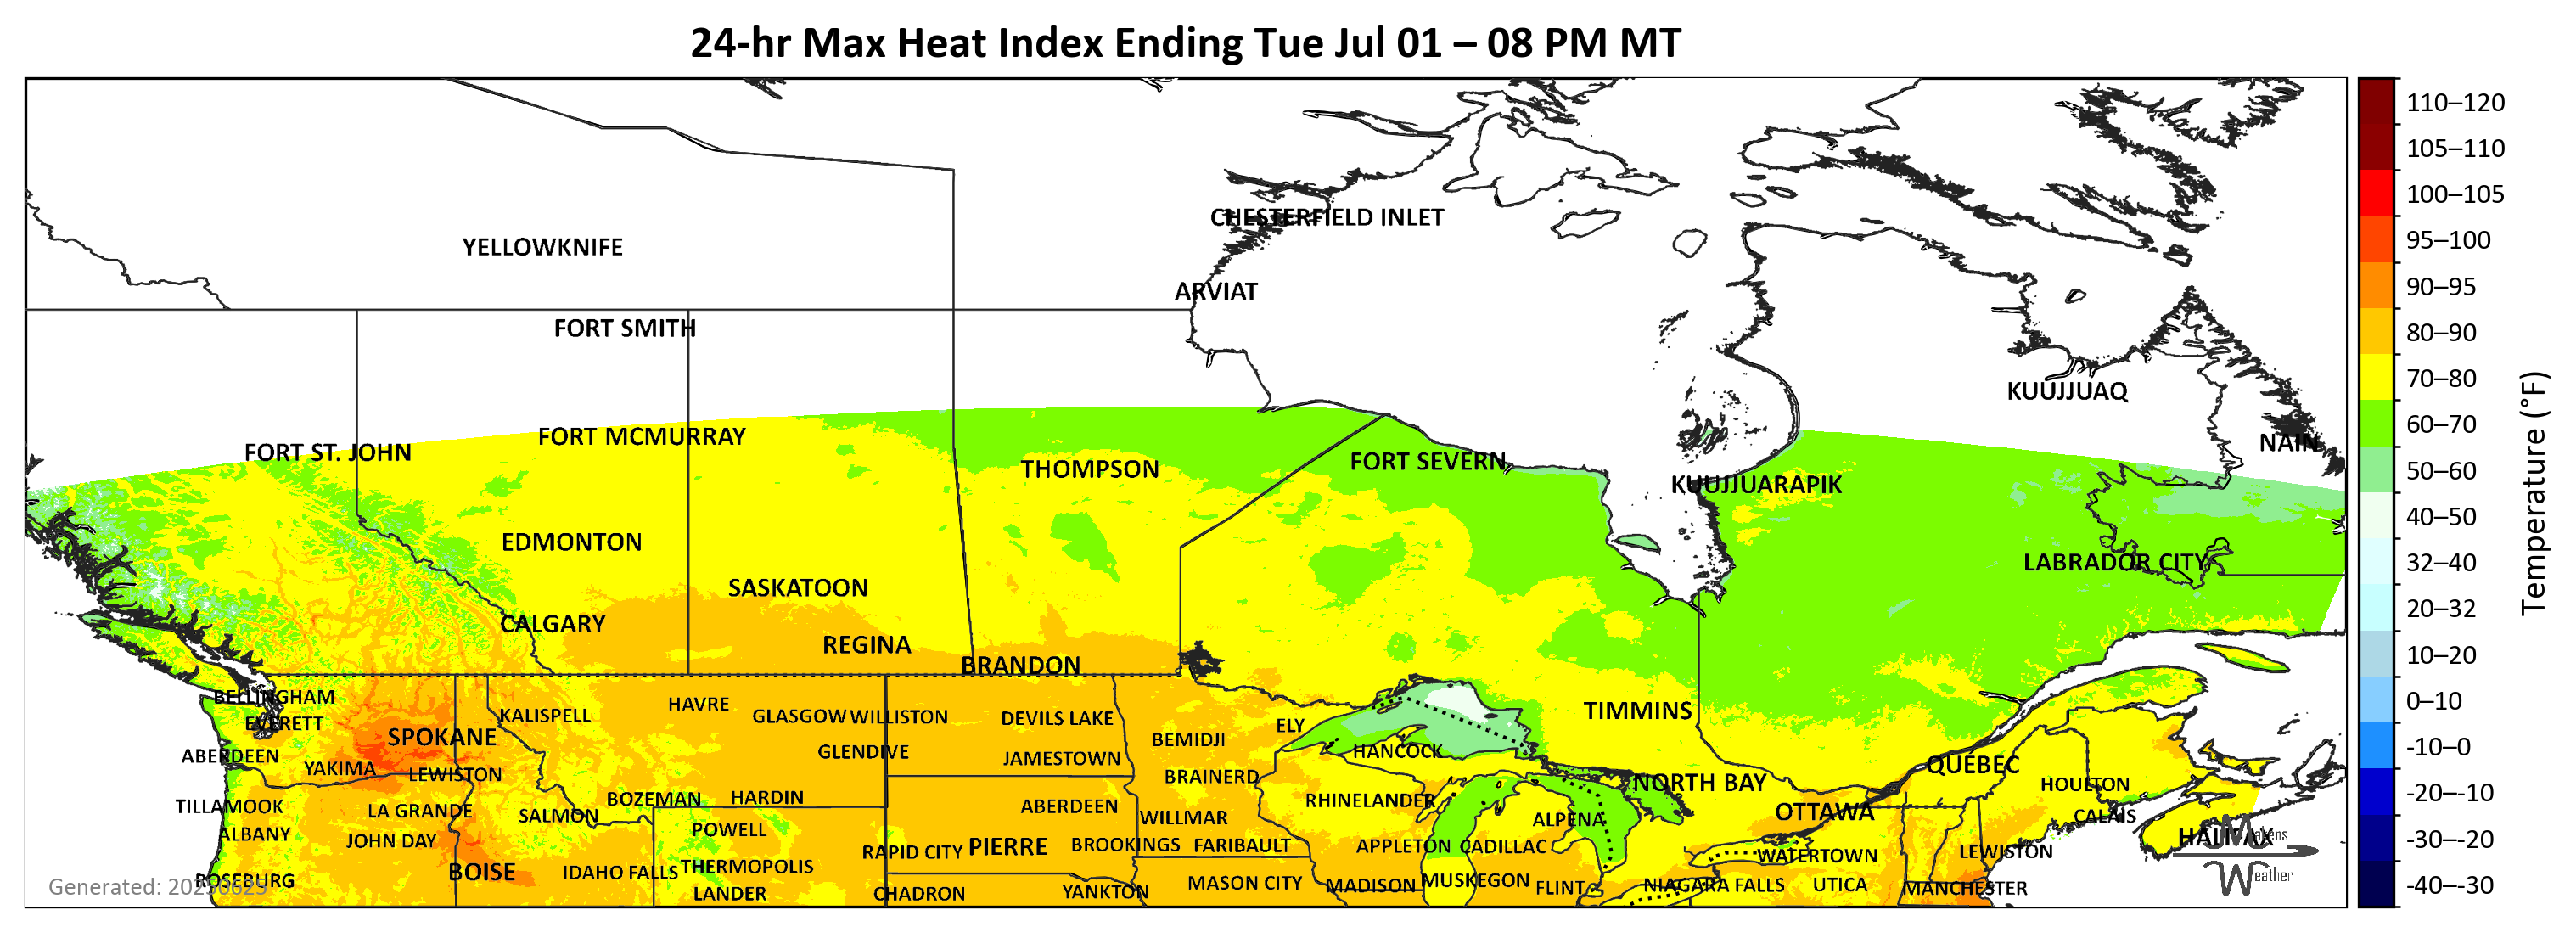 24-hr Max Heat Index Ending Tue Jul 01 – 08 PM MT
110–120
105–110
100–105
95–100
90–95
80–90
70–80
60–70
50–60
40–50
32–40
20–32
10–20
0–10
-10–0
-20–-10
-30–-20
-40–-30
Temperature (°F)
CHESTERFIELD INLET
YELLOWKNIFE
ARVIAT
FORT SMITH
KUUJJUAQ
FORT MCMURRAY
NAIN
FORT ST. JOHN
FORT SEVERN
THOMPSON
KUUJJUARAPIK
EDMONTON
LABRADOR CITY
SASKATOON
CALGARY
REGINA
BRANDON
BELLINGHAM
HAVRE
TIMMINS
KALISPELL
GLASGOW
WILLISTON
DEVILS LAKE
EVERETT
ELY
SPOKANE
BEMIDJI
GLENDIVE
HANCOCK
ABERDEEN
JAMESTOWN
QUÉBEC
YAKIMA
LEWISTON
BRAINERD
NORTH BAY
HOULTON
BOZEMAN
HARDIN
RHINELANDER
TILLAMOOK
LA GRANDE
ABERDEEN
OTTAWA
SALMON
WILLMAR
CALAIS
ALPENA
POWELL
ALBANY
HALIFAX
JOHN DAY
PIERRE
BROOKINGS
FARIBAULT
APPLETON
CADILLAC
RAPID CITY
LEWISTON
WATERTOWN
THERMOPOLIS
BOISE
IDAHO FALLS
ROSEBURG
MUSKEGON
MASON CITY
MADISON
NIAGARA FALLS
UTICA
FLINT
MANCHESTER
LANDER
CHADRON
YANKTON
Generated: 20250625
Weather